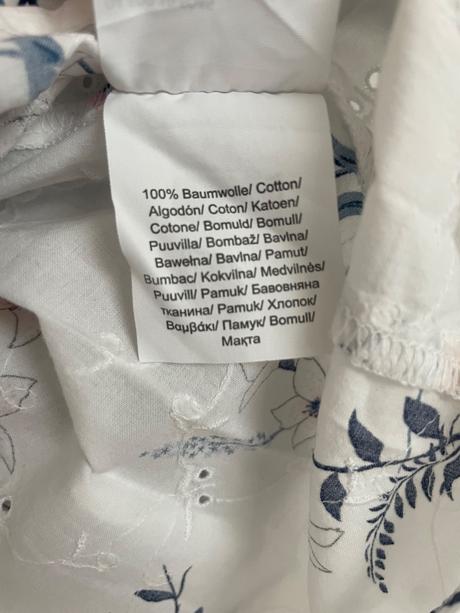 100% Baumwolle/ Cotton/
Algodón/ Coton/ Katoen/
Cotone/ Bomuld/ Bomull/
Puuvilla/ Bombaž/ Bavlna/
Bawełna/ Bavlna/ Pamut/
Bumbac/ Kokvilna/ Medvilnės/
Puuvill/ Pamuk/ Бавовняна
тканина/ Pamuk/ Хлопок/
Βαμβάκι/ Памук/ Bomull/
Мақта